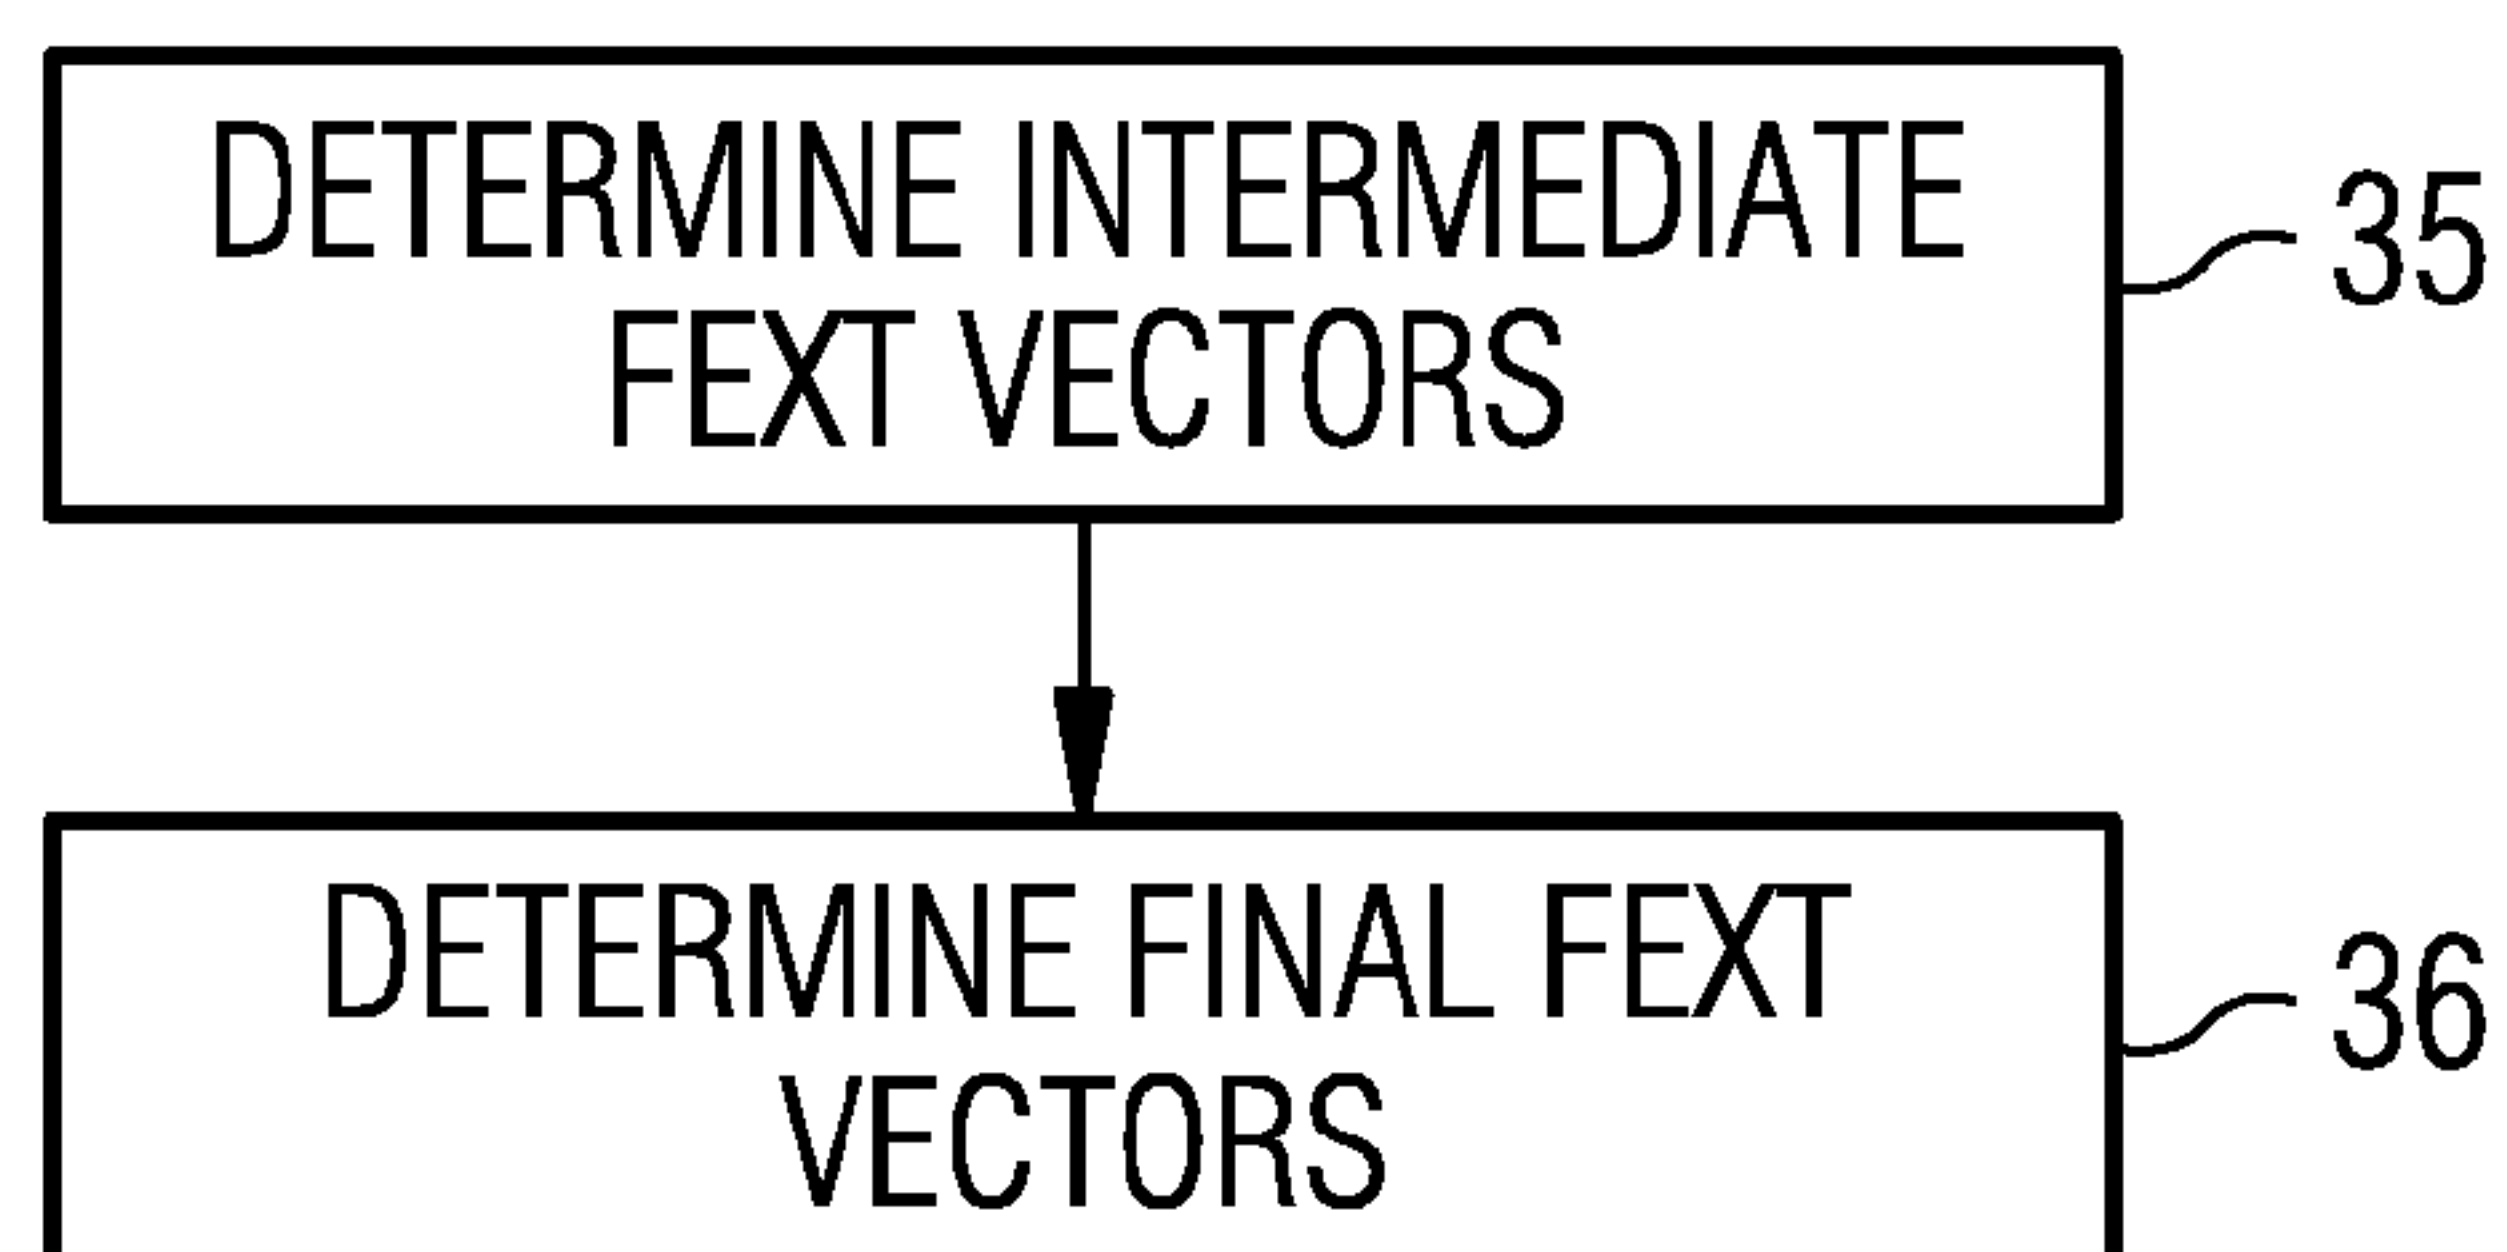 DETERMINE INTERMEDIATE
FEXT VECTORS
35
DETERMINE FINAL FEXT
VECTORS
36